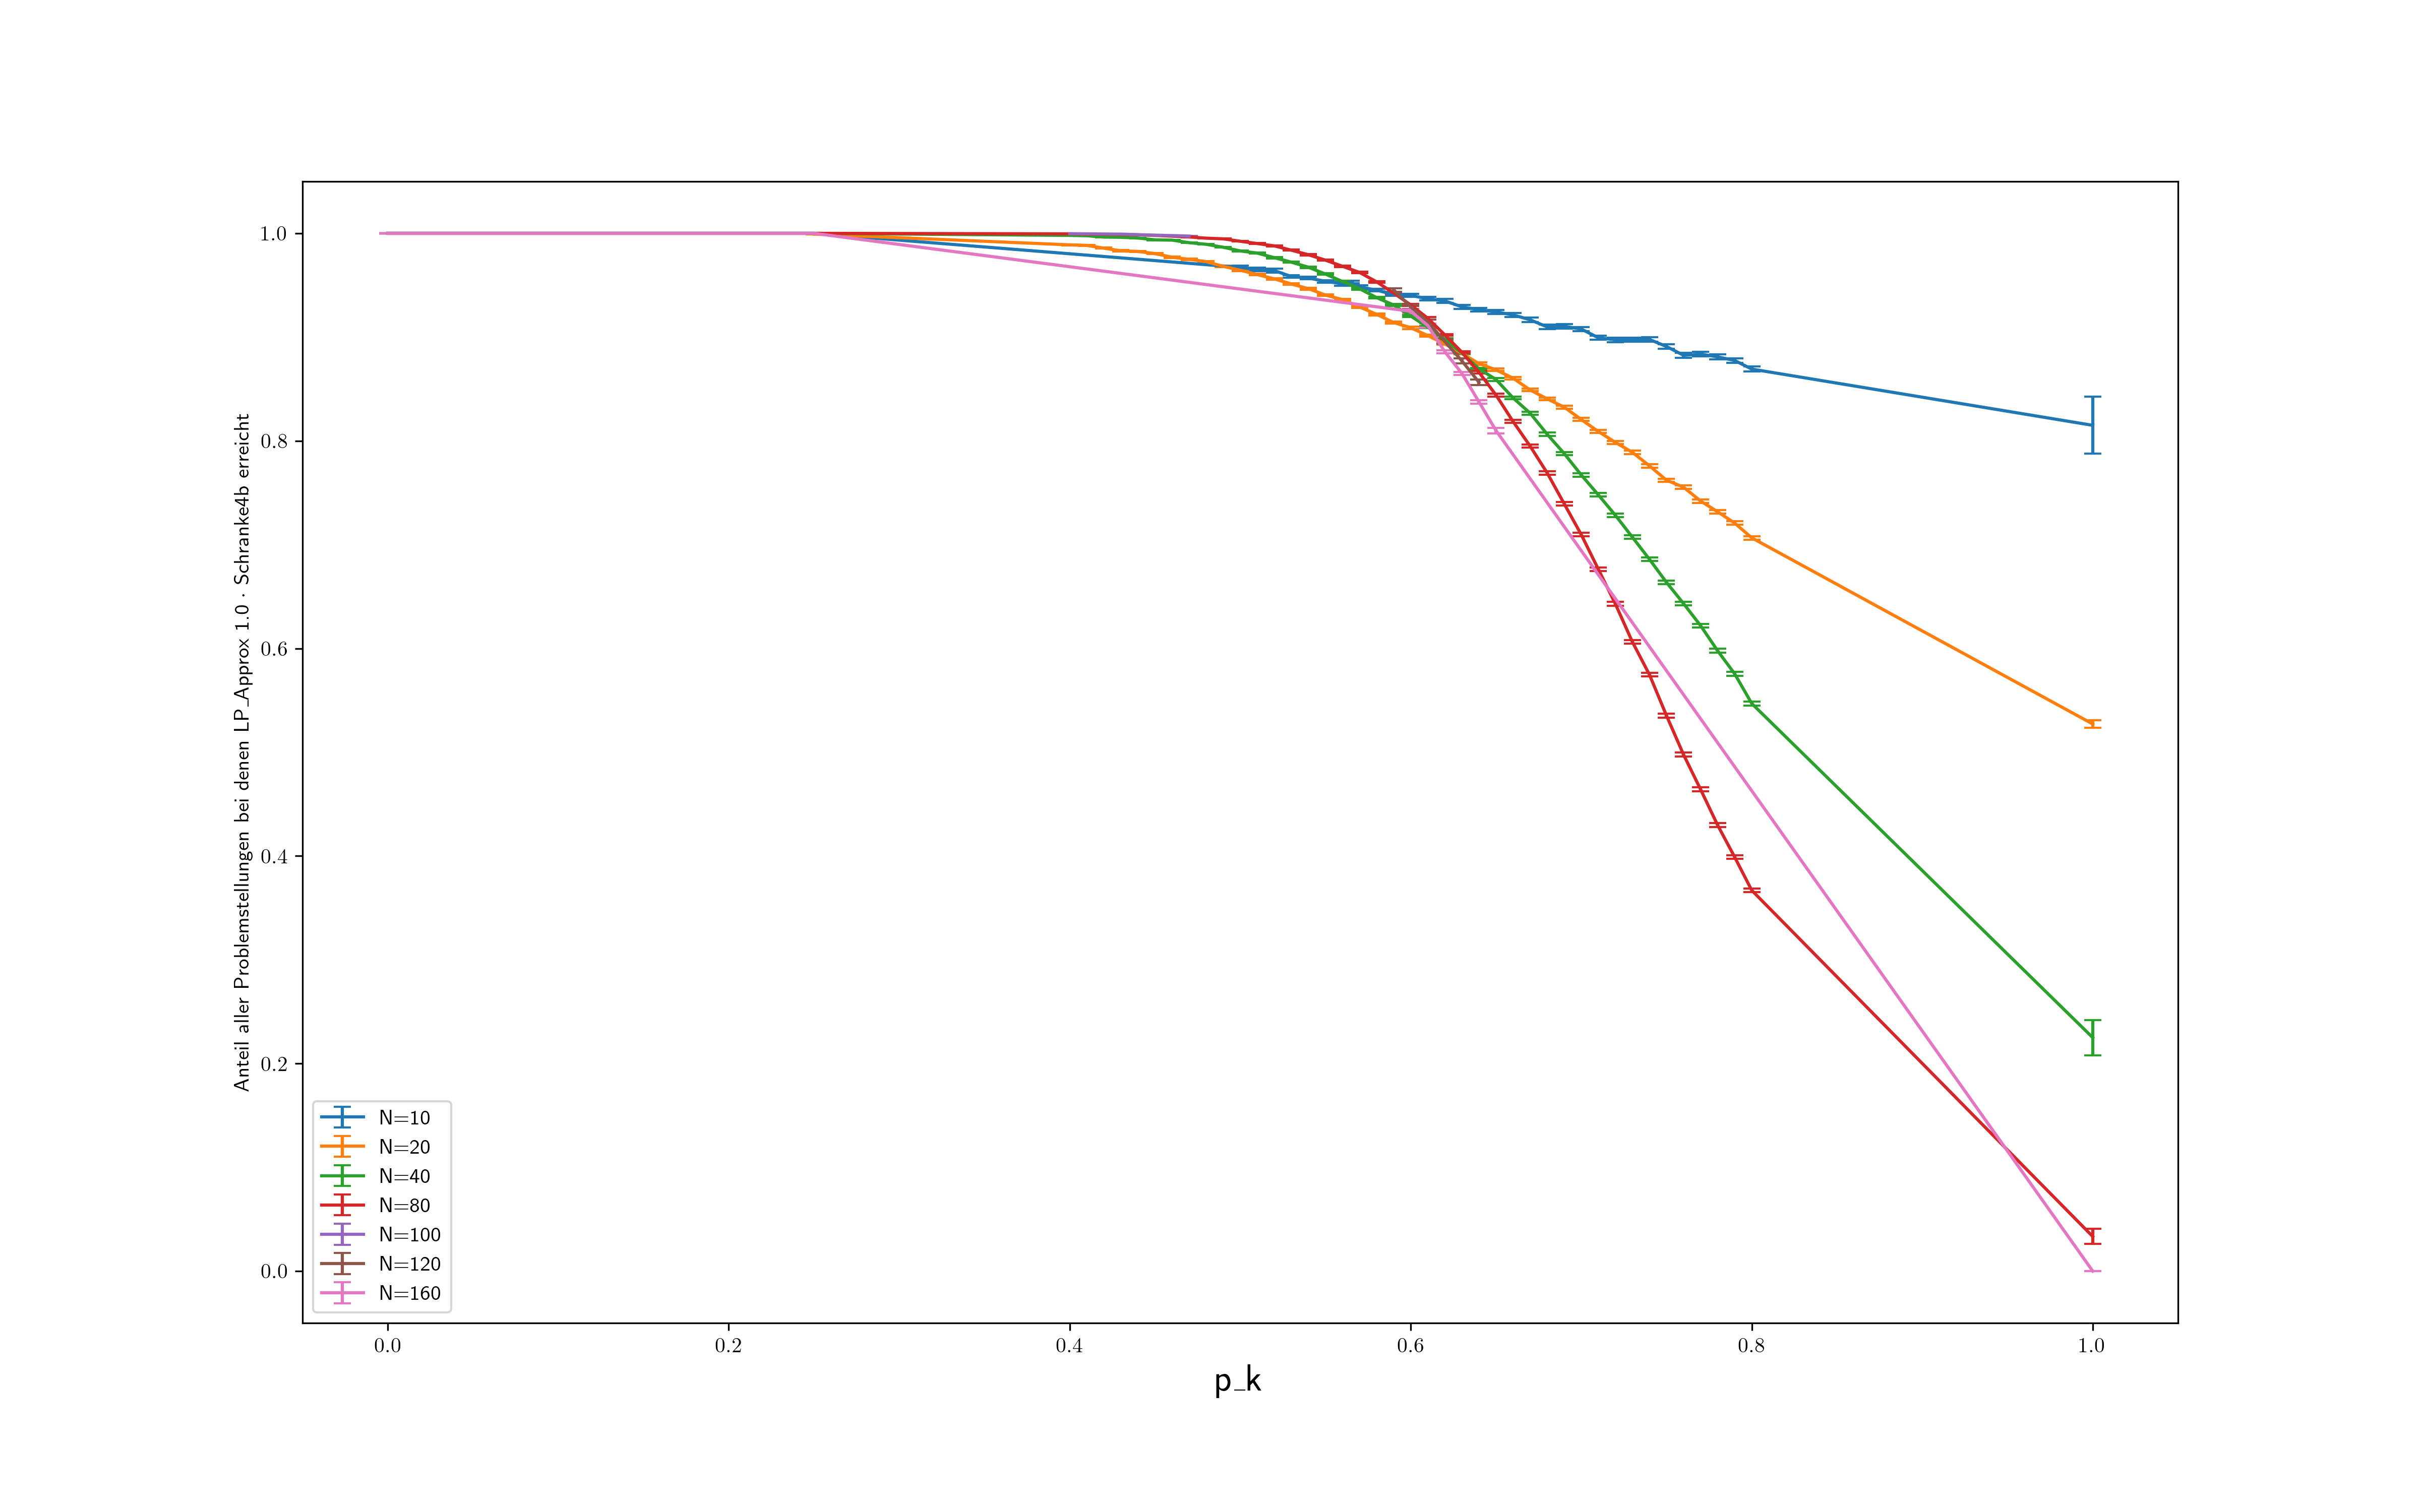 Anteil aller Problemstellungen bei denen LP_Approx 1.0 · Schranke4b erreicht
1.0
0.8
0.6
0.4
0.2
0.0
N=10
N=20
N=40
N=80
N=100
N=120
N=160
0.0 0.2 0.4 0.6 0.8 1.0
p_k